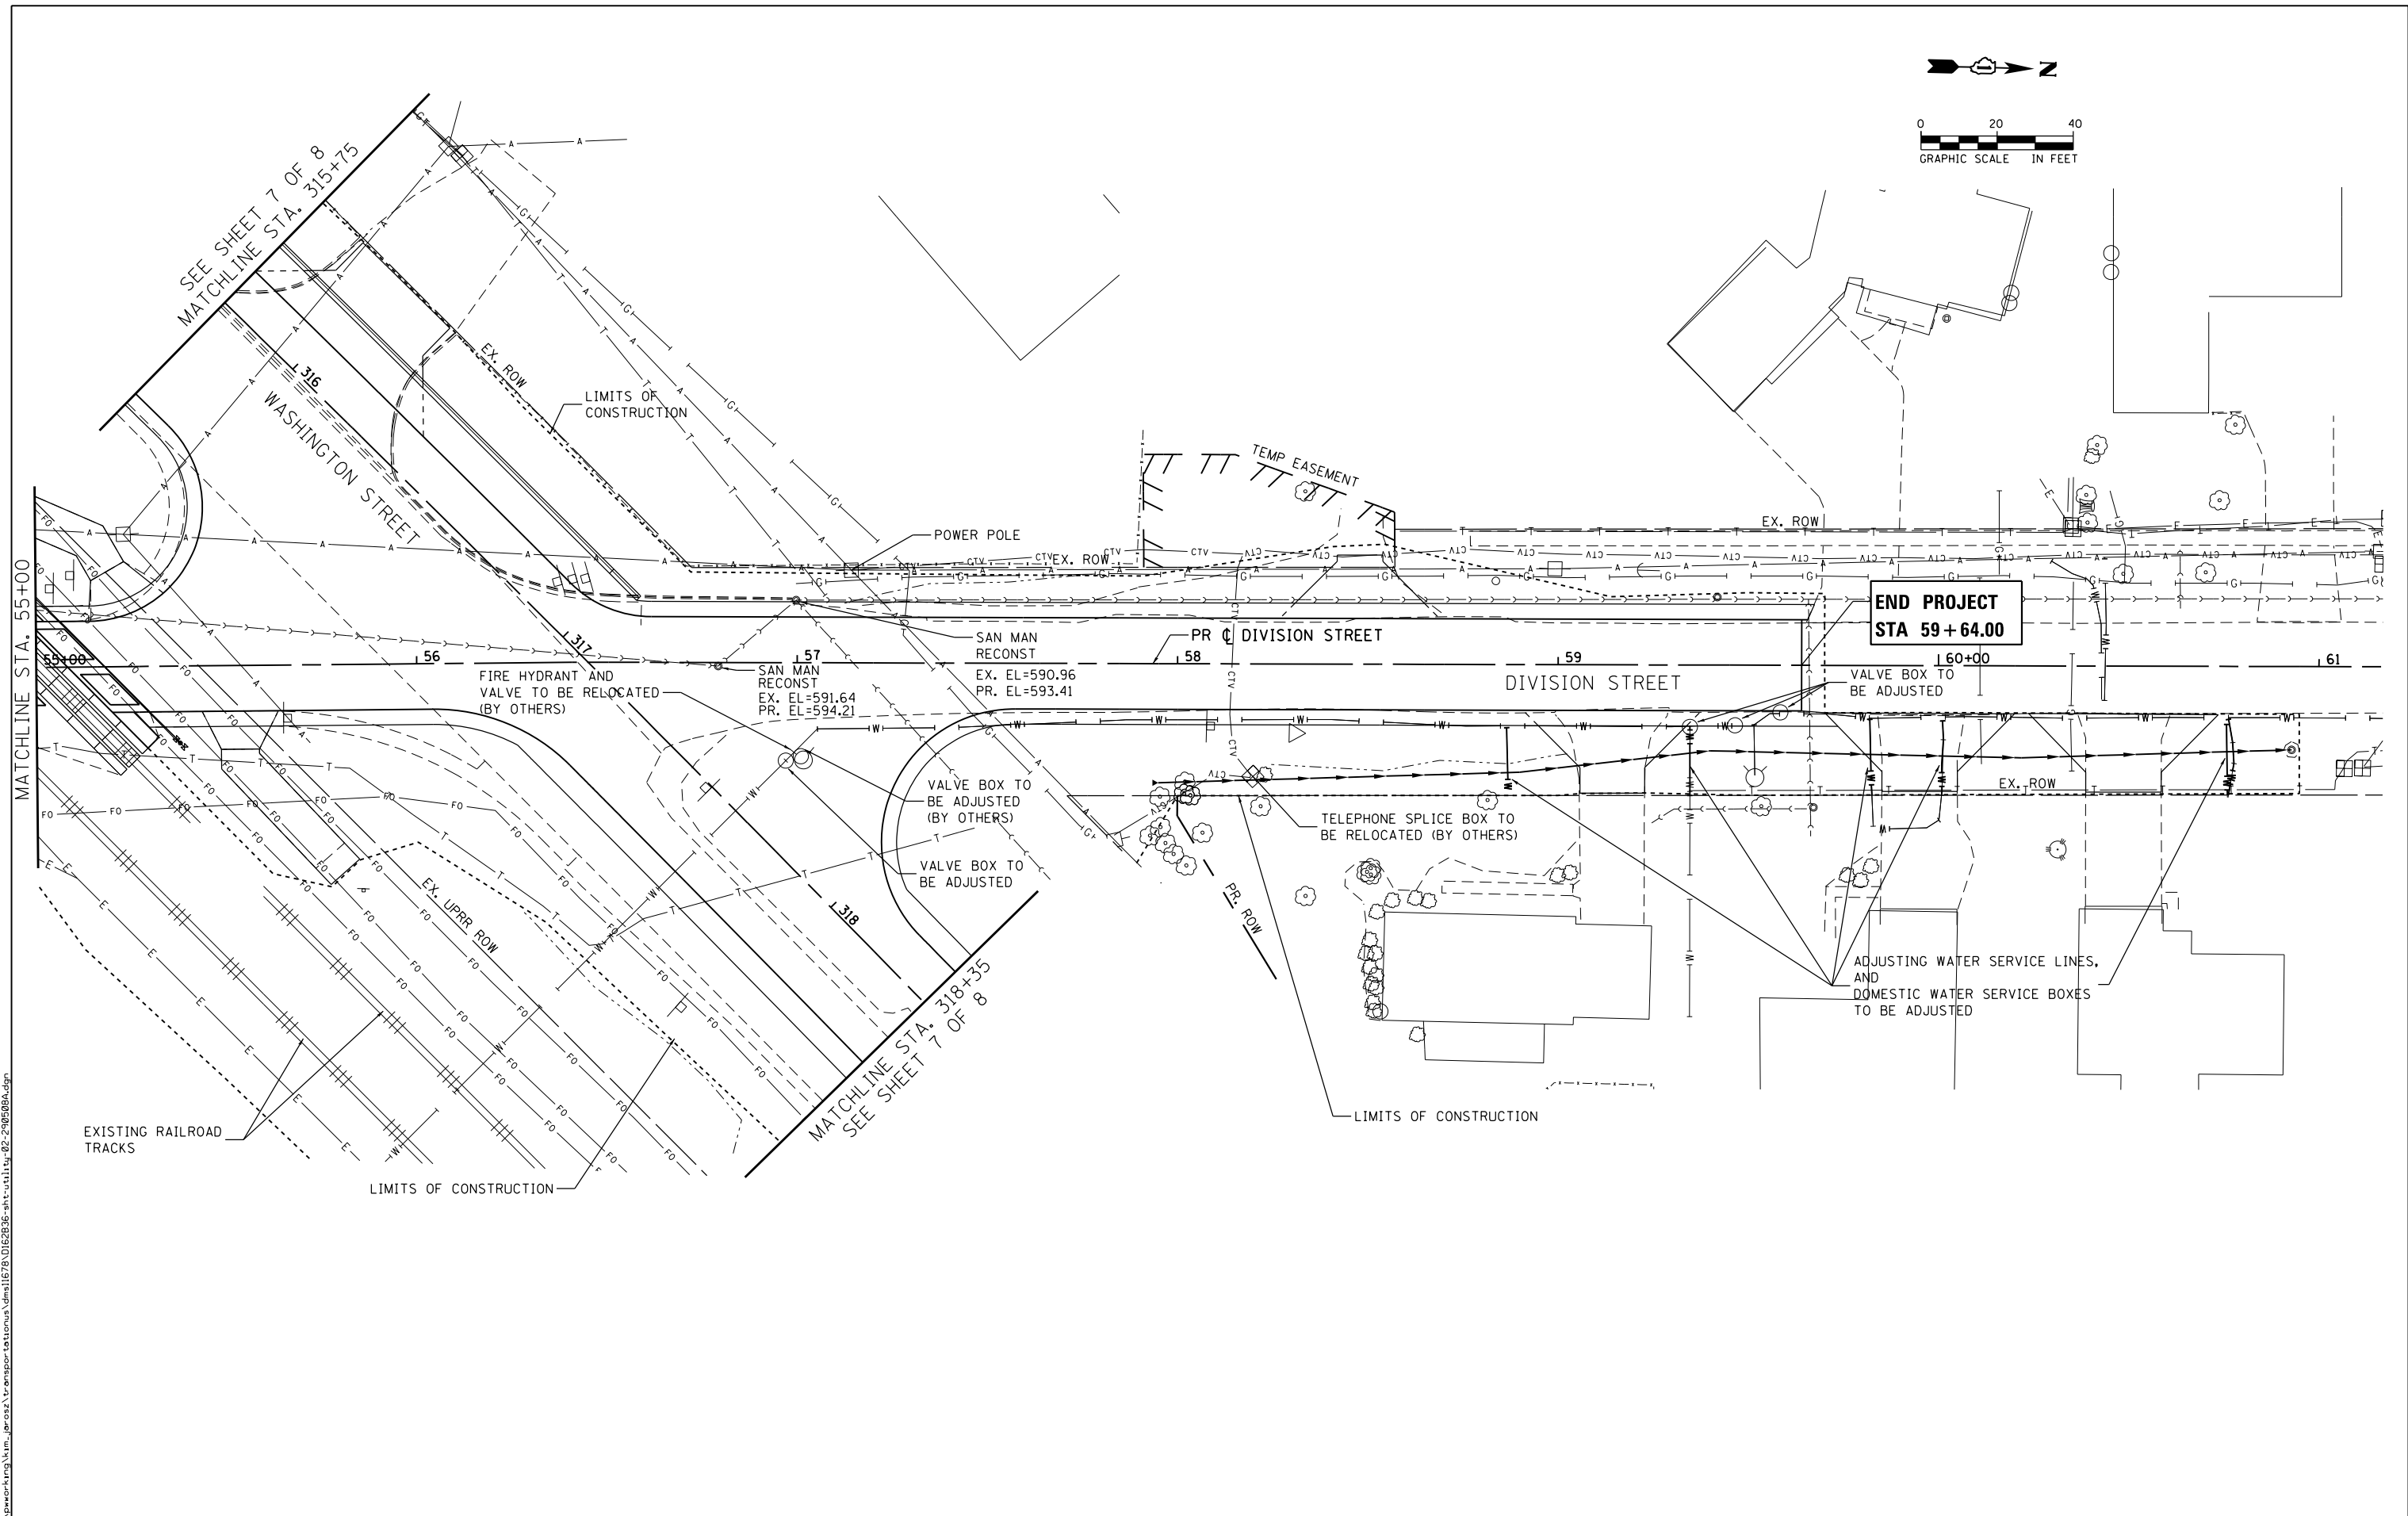 N
0 20 40
GRAPHIC SCALE IN FEET
SEE SHEET 7 OF 8
MATCHLINE STA. 315+75
316
WASHINGTON STREET
EX. ROW
LIMITS OF
CONSTRUCTION
TEMP EASEMENT
POWER POLE
EX. ROW
EX. ROW
MATCHLINE STA. 55+00
END PROJECT
STA 59+64.00
317
SAN MAN
RECONST
EX. EL=590.96
PR. EL=593.41
PR ℄ DIVISION STREET
55+00
56
57
58
59
60+00
61
DIVISION STREET
FIRE HYDRANT AND
VALVE TO BE RELOCATED
(BY OTHERS)
SAN MAN
RECONST
EX. EL=591.64
PR. EL=594.21
VALVE BOX TO
BE ADJUSTED
VALVE BOX TO
BE ADJUSTED
(BY OTHERS)
EX. ROW
TELEPHONE SPLICE BOX TO
BE RELOCATED (BY OTHERS)
VALVE BOX TO
BE ADJUSTED
EX. UPRR ROW
318
PR. ROW
ADJUSTING WATER SERVICE LINES,
AND
DOMESTIC WATER SERVICE BOXES
TO BE ADJUSTED
MATCHLINE STA. 318+35
SEE SHEET 7 OF 8
LIMITS OF CONSTRUCTION
EXISTING RAILROAD
TRACKS
LIMITS OF CONSTRUCTION